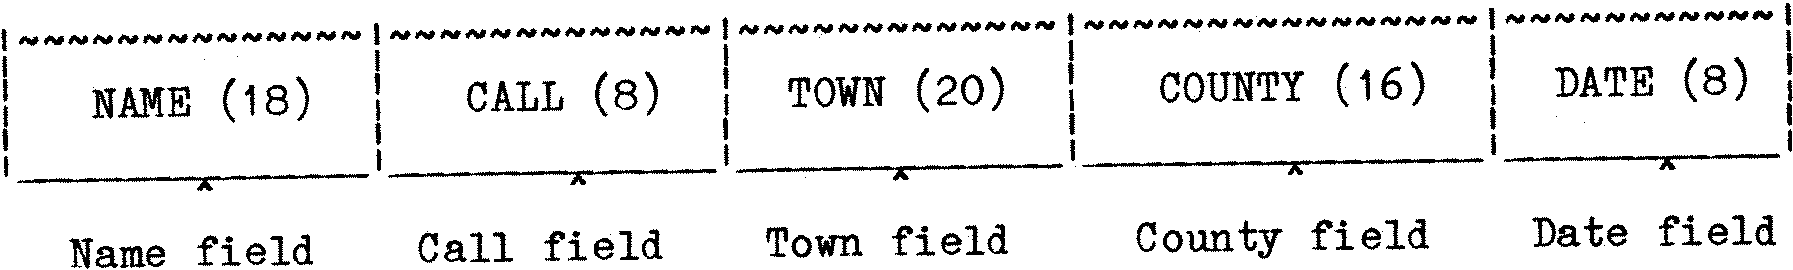 NAME (18) CALL (8) TOWN (20) COUNTY (16) DATE (8)
Name field Call field Town field County field Date field